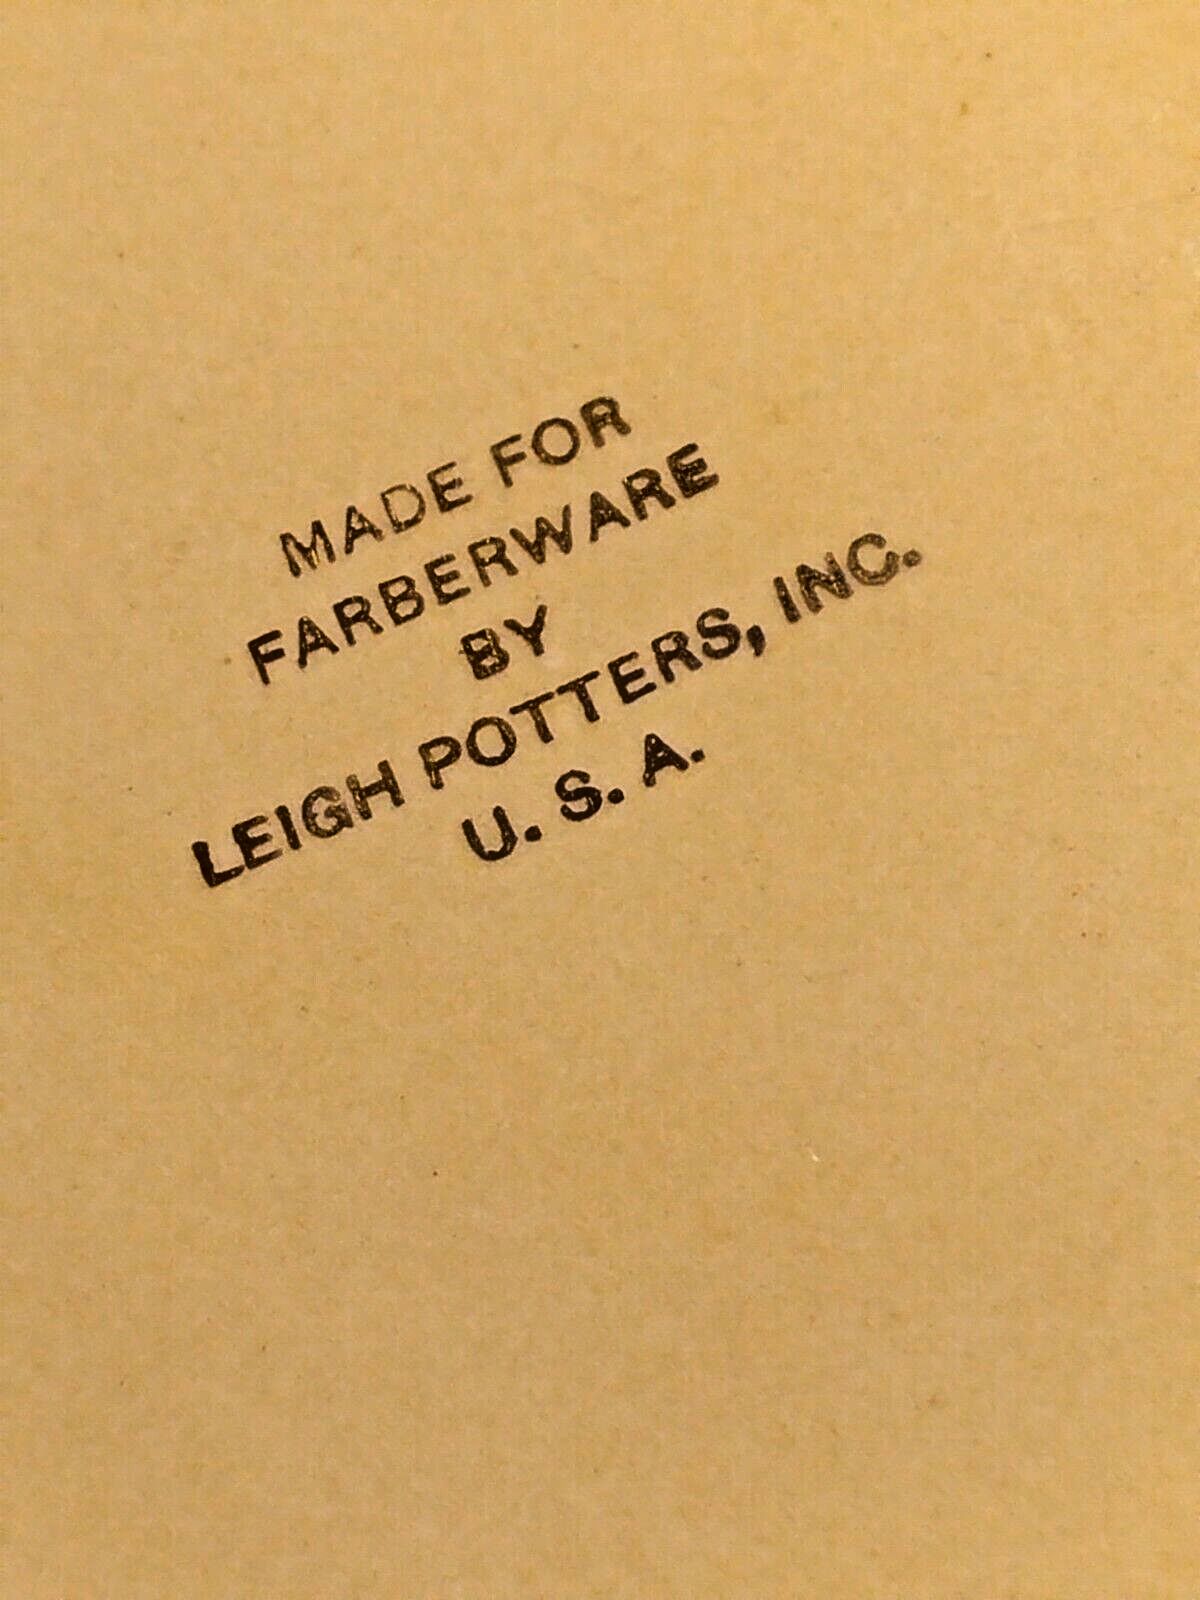 MADE FOR
FARBERWARE
BY
LEIGH POTTERS, INC.
U. S. A.